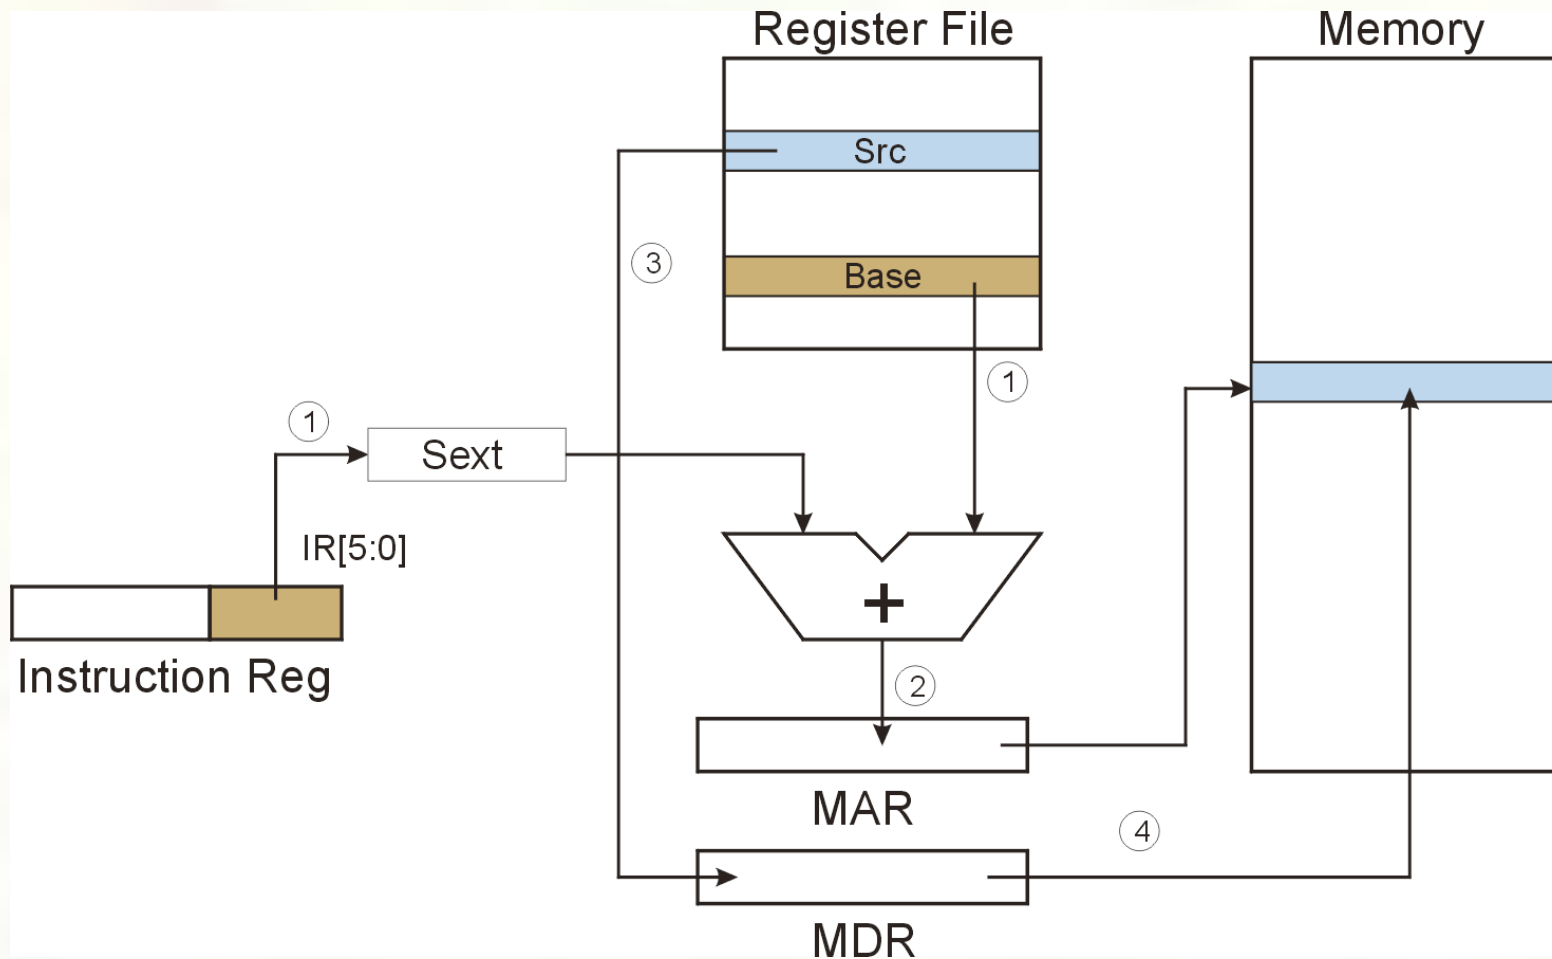 Register File
Memory
Src
3
Base
1
1
Sext
IR[5:0]
+
Instruction Reg
2
MAR
4
MDR